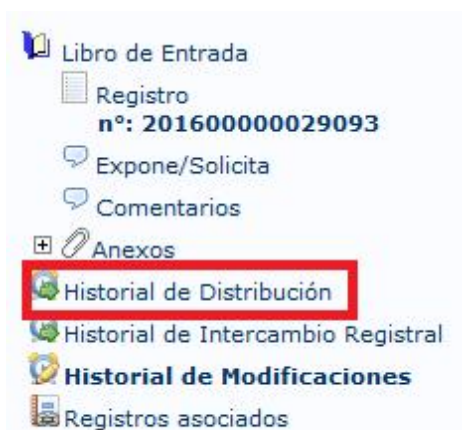 Libro de Entrada
Registro
nº: 201600000029093
Expone/Solicita
Comentarios
Anexos
Historial de Distribución
Historial de Intercambio Registral
Historial de Modificaciones
Registros asociados